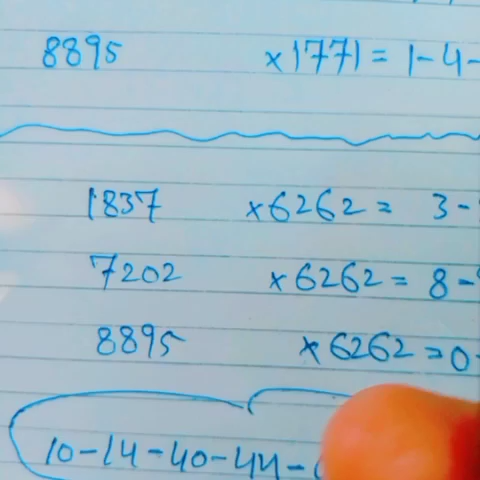 8895 ×1771 = 1-4-
1837 ×6262 = 3-
7202 ×6262 = 8-
8895 ×6262 = 0
10-14-40-44-